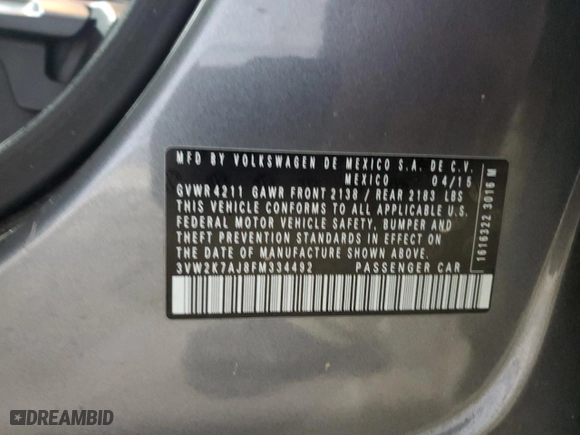 MFD BY VOLKSWAGEN DE MEXICO S.A. DE C.V.
MEXICO 04/15
GVWR 4211 GAWR FRONT 2138 / REAR 2183 LBS
THIS VEHICLE CONFORMS TO ALL APPLICABLE U.S.
FEDERAL MOTOR VEHICLE SAFETY, BUMPER AND
THEFT PREVENTION STANDARDS IN EFFECT ON
THE DATE OF MANUFACTURE SHOWN ABOVE.
3VW2K7AJ8FM334492 PASSENGER CAR
1616322.3016 M
DREAMBID